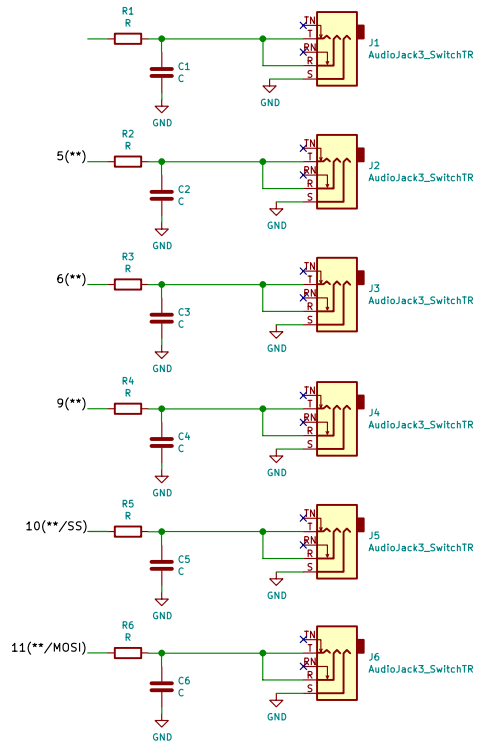 R1
R
TN
T
RN
R
S
J1
AudioJack3_SwitchTR
C1
C
GND
GND
R2
R
5(**)
TN
T
RN
R
S
J2
AudioJack3_SwitchTR
C2
C
GND
GND
R3
R
6(**)
TN
T
RN
R
S
J3
AudioJack3_SwitchTR
C3
C
GND
GND
R4
R
9(**)
TN
T
RN
R
S
J4
AudioJack3_SwitchTR
C4
C
GND
GND
R5
R
10(**/SS)
TN
T
RN
R
S
J5
AudioJack3_SwitchTR
C5
C
GND
GND
R6
R
11(**/MOSI)
TN
T
RN
R
S
J6
AudioJack3_SwitchTR
C6
C
GND
GND